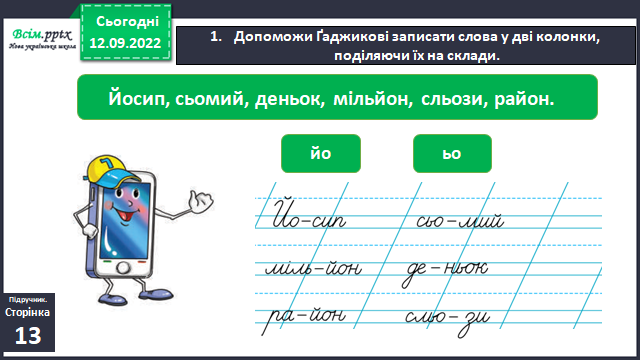 Всім.pptx
Нова українська школа
Сьогодні
12.09.2022
1. Допоможи Ґаджикові записати слова у дві колонки,
поділяючи їх на склади.
Йосип, сьомий, деньок, мільйон, сльози, район.
йо
ьо
Йо-сип сьо-мий
міль-йон де-ньок
ра-йон сльо-зи
Підручник.
Сторінка
13